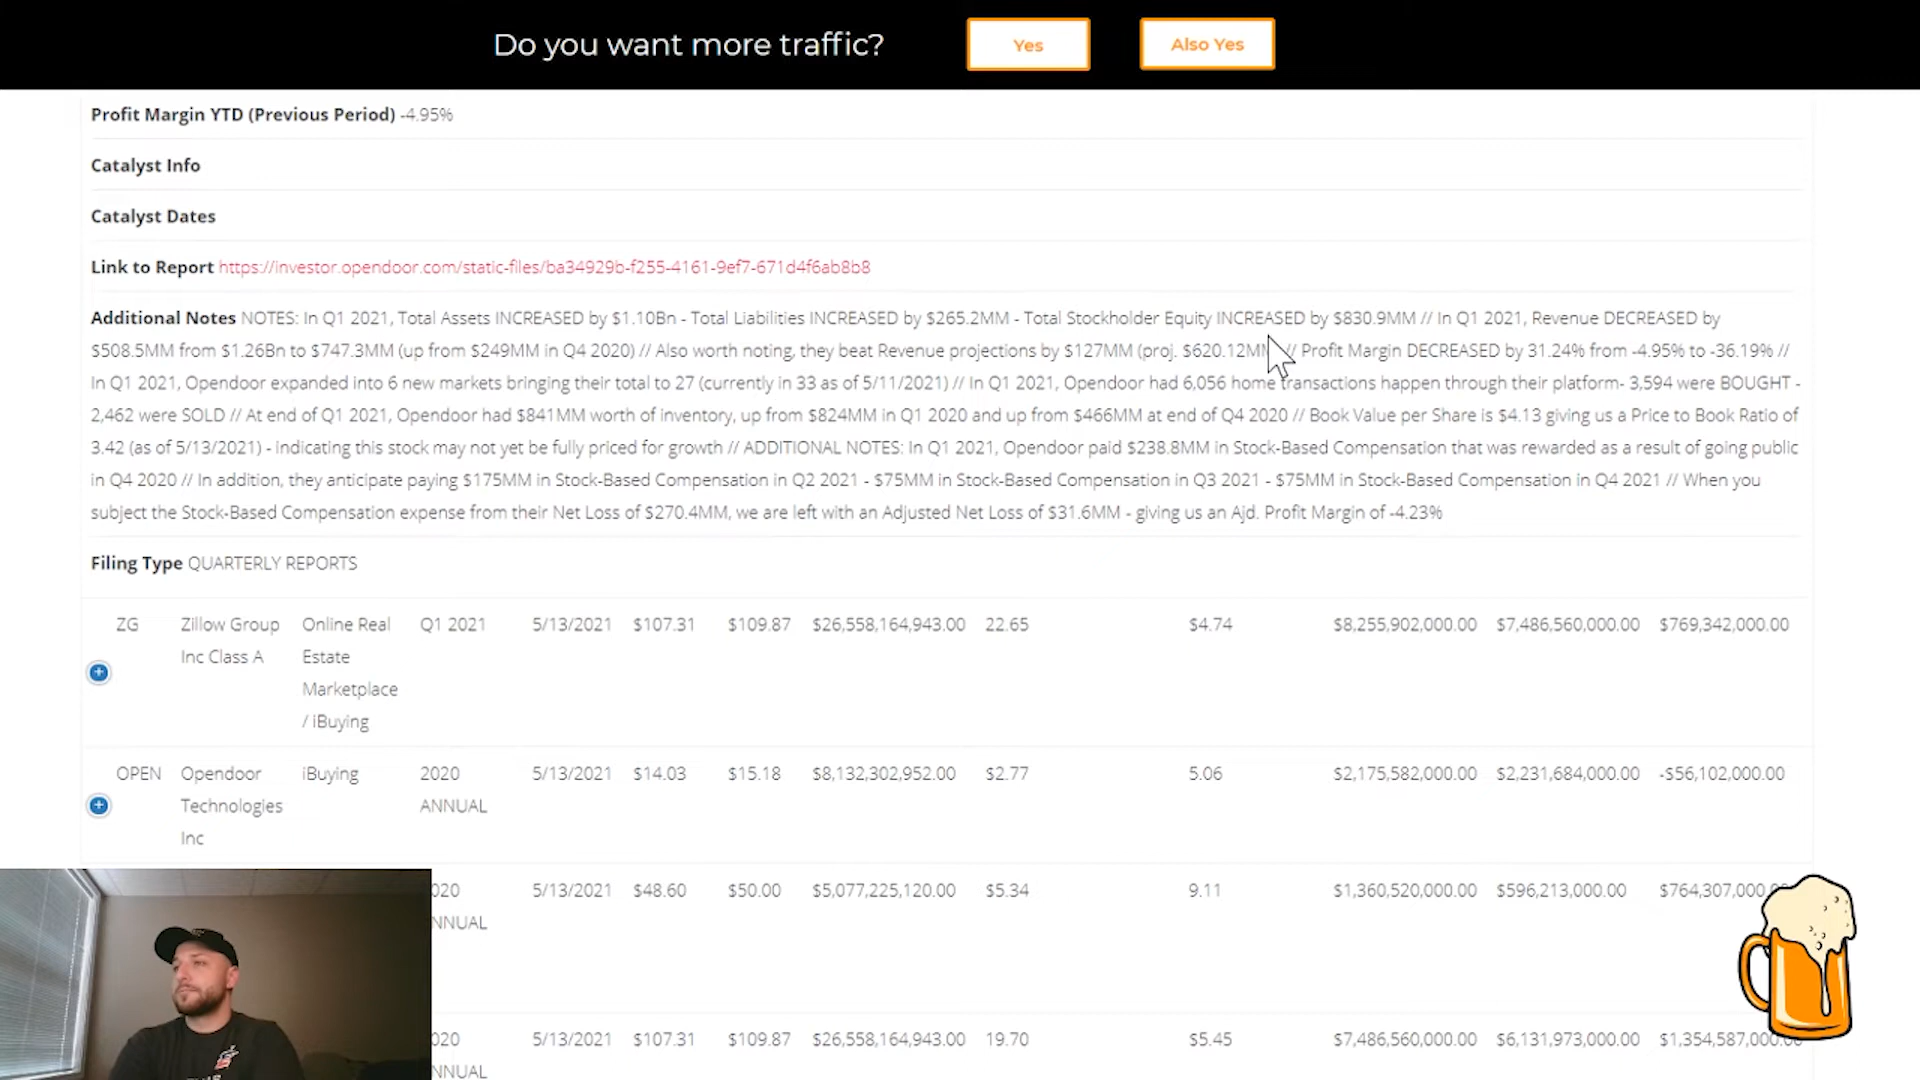 Do you want more traffic? Yes Also Yes
Profit Margin YTD (Previous Period) -4.95%
Catalyst Info
Catalyst Dates
Link to Report https://investor.opendoor.com/static-files/ba34929b-f255-4161-9ef7-671d4f6ab8b8
Additional Notes NOTES: In Q1 2021, Total Assets INCREASED by $1.10Bn - Total Liabilities INCREASED by $265.2MM - Total Stockholder Equity INCREASED by $830.9MM // In Q1 2021, Revenue DECREASED by
$508.5MM from $1.26Bn to $747.3MM (up from $249MM in Q4 2020) // Also worth noting, they beat Revenue projections by $127MM (proj. $620.12MM // Profit Margin DECREASED by 31.24% from -4.95% to -36.19% //
In Q1 2021, Opendoor expanded into 6 new markets bringing their total to 27 (currently in 33 as of 5/11/2021) // In Q1 2021, Opendoor had 6,056 home transactions happen through their platform- 3,594 were BOUGHT -
2,462 were SOLD // At end of Q1 2021, Opendoor had $841MM worth of inventory, up from $824MM in Q1 2020 and up from $466MM at end of Q4 2020 // Book Value per Share is $4.13 giving us a Price to Book Ratio of
3.42 (as of 5/13/2021) - indicating this stock may not yet be fully priced for growth // ADDITIONAL NOTES: In Q1 2021, Opendoor paid $238.8MM in Stock-Based Compensation that was rewarded as a result of going public
in Q4 2020 // In addition, they anticipate paying $175MM in Stock-Based Compensation in Q2 2021 - $75MM in Stock-Based Compensation in Q3 2021 - $75MM in Stock-Based Compensation in Q4 2021 // When you
subject the Stock-Based Compensation expense from their Net Loss of $270.4MM, we are left with an Adjusted Net Loss of $31.6MM - giving us an Ajd. Profit Margin of -4.23%
Filing Type QUARTERLY REPORTS
ZG Zillow Group Online Real Q1 2021 5/13/2021 $107.31 $109.87 $26,558,164,943.00 22.65 $4.74 $8,255,902,000.00 $7,486,560,000.00 $769,342,000.00
Inc Class A Estate
Marketplace
/ iBuying
OPEN Opendoor iBuying 2020 5/13/2021 $14.03 $15.18 $8,132,302,952.00 $2.77 5.06 $2,175,582,000.00 $2,231,684,000.00 -$56,102,000.00
Technologies ANNUAL
Inc
020 5/13/2021 $48.60 $50.00 $5,077,225,120.00 $5.34 9.11 $1,360,520,000.00 $596,213,000.00 $764,307,000
NNUAL
020 5/13/2021 $107.31 $109.87 $26,558,164,943.00 19.70 $5.45 $7,486,560,000.00 $6,131,973,000.00 $1,354,587,000.00
NNUAL